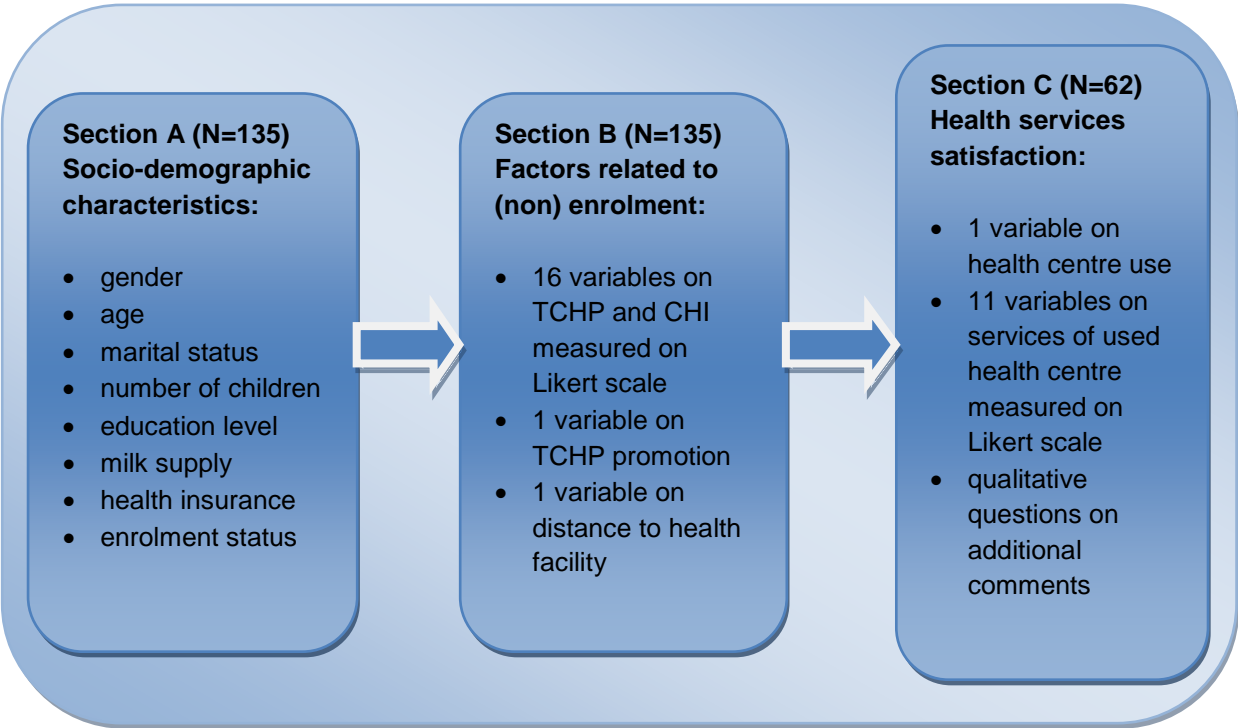 Section A (N=135)
Socio-demographic
characteristics:
• gender
• age
• marital status
• number of children
• education level
• milk supply
• health insurance
• enrolment status
Section B (N=135)
Factors related to
(non) enrolment:
• 16 variables on
TCHP and CHI
measured on
Likert scale
• 1 variable on
TCHP promotion
• 1 variable on
distance to health
facility
Section C (N=62)
Health services
satisfaction:
• 1 variable on
health centre use
• 11 variables on
services of used
health centre
measured on
Likert scale
• qualitative
questions on
additional
comments